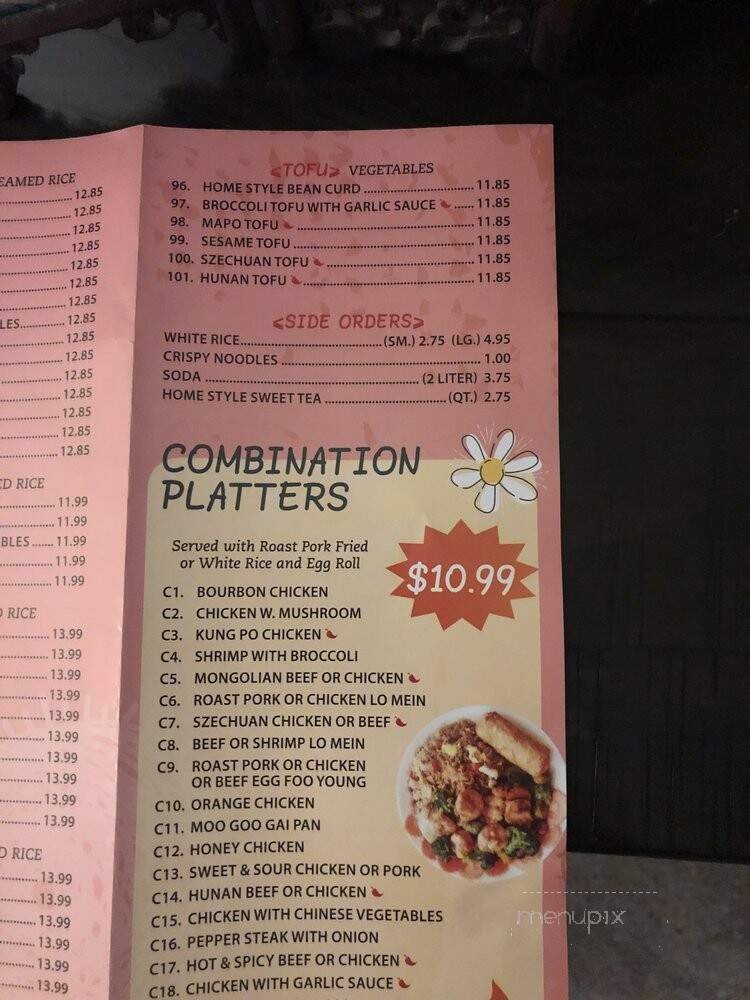 EAMED RICE
12.85
12.85
12.85
12.85
12.85
12.85
12.85
LES 12.85
12.85
12.85
12.85
12.85
12.85
12.85
ED RICE
11.99
11.99
BLES 11.99
11.99
11.99
D RICE
13.99
13.99
13.99
13.99
13.99
13.99
13.99
13.99
13.99
13.99
D RICE
13.99
13.99
13.99
13.99
13.99
13.99
<TOFU> VEGETABLES
96. HOME STYLE BEAN CURD 11.85
97. BROCCOLI TOFU WITH GARLIC SAUCE 11.85
98. MAPO TOFU 11.85
99. SESAME TOFU 11.85
100. SZECHUAN TOFU 11.85
101. HUNAN TOFU 11.85
<SIDE ORDERS>
WHITE RICE (SM.) 2.75 (LG.) 4.95
CRISPY NOODLES 1.00
SODA (2 LITER) 3.75
HOME STYLE SWEET TEA (QT.) 2.75
COMBINATION
PLATTERS
Served with Roast Pork Fried
or White Rice and Egg Roll
$10.99
C1. BOURBON CHICKEN
C2. CHICKEN W. MUSHROOM
C3. KUNG PO CHICKEN
C4. SHRIMP WITH BROCCOLI
C5. MONGOLIAN BEEF OR CHICKEN
C6. ROAST PORK OR CHICKEN LO MEIN
C7. SZECHUAN CHICKEN OR BEEF
C8. BEEF OR SHRIMP LO MEIN
C9. ROAST PORK OR CHICKEN
OR BEEF EGG FOO YOUNG
C10. ORANGE CHICKEN
C11. MOO GOO GAI PAN
C12. HONEY CHICKEN
C13. SWEET & SOUR CHICKEN OR PORK
C14. HUNAN BEEF OR CHICKEN
C15. CHICKEN WITH CHINESE VEGETABLES
C16. PEPPER STEAK WITH ONION
C17. HOT & SPICY BEEF OR CHICKEN
C18. CHICKEN WITH GARLIC SAUCE
menupix